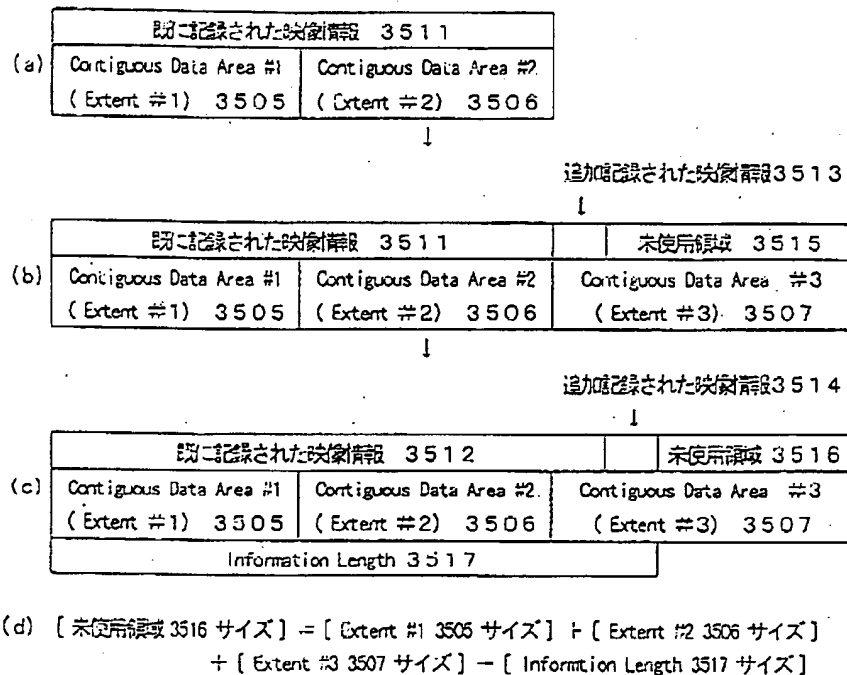 既に記録された映像情報 3511
(a) Contiguous Data Area #1 Contiguous Data Area #2
(Extent #1) 3505 (Extent #2) 3506
↓
追加記録された映像情報3513
↓
既に記録された映像情報 3511 未使用領域 3515
(b) Contiguous Data Area #1 Contiguous Data Area #2 Contiguous Data Area #3
(Extent #1) 3505 (Extent #2) 3506 (Extent #3) 3507
↓
追加記録された映像情報3514
↓
既に記録された映像情報 3512 未使用領域 3516
(c) Contiguous Data Area #1 Contiguous Data Area #2 Contiguous Data Area #3
(Extent #1) 3505 (Extent #2) 3506 (Extent #3) 3507
Information Length 3517
(d) [ 未使用領域 3516 サイズ ] = [ Extent #1 3505 サイズ ] + [ Extent #2 3506 サイズ ]
+ [ Extent #3 3507 サイズ ] − [ Informtion Length 3517 サイズ ]